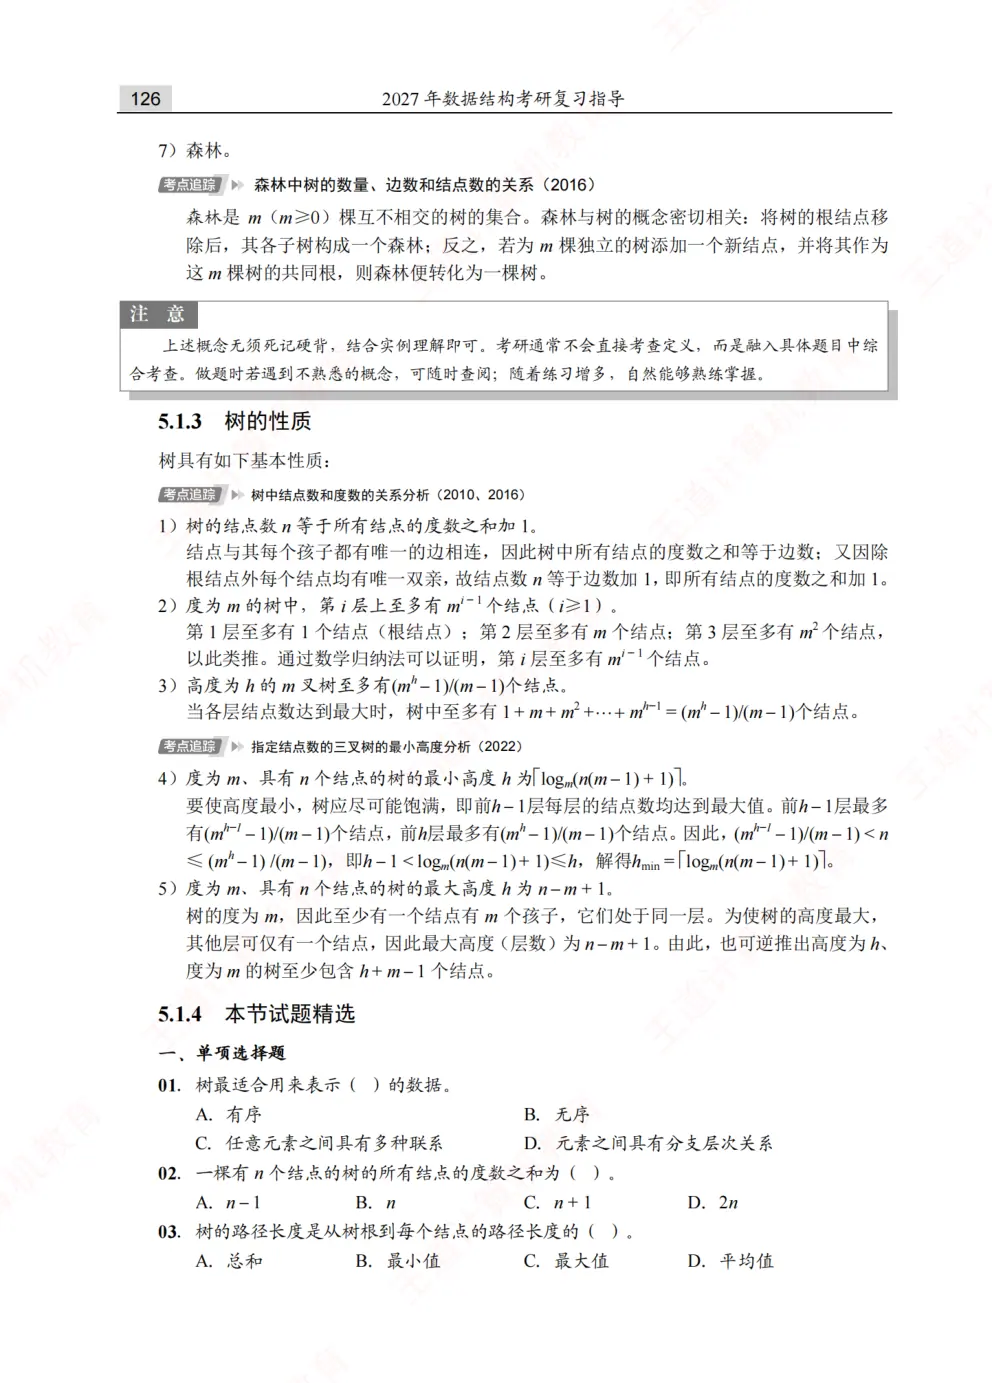 126
2027 年数据结构考研复习指导
7）森林。
考点追踪 森林中树的数量、边数和结点数的关系（2016）
森林是 m（m≥0）棵互不相交的树的集合。森林与树的概念密切相关：将树的根结点移
除后，其各子树构成一个森林；反之，若为 m 棵独立的树添加一个新结点，并将其作为
这 m 棵树的共同根，则森林便转化为一棵树。
注 意
上述概念无须死记硬背，结合实例理解即可。考研通常不会直接考查定义，而是融入具体题目中综
合考查。做题时若遇到不熟悉的概念，可随时查阅；随着练习增多，自然能够熟练掌握。
5.1.3 树的性质
树具有如下基本性质：
考点追踪 树中结点数和度数的关系分析（2010、2016）
1）树的结点数 n 等于所有结点的度数之和加 1。
结点与其每个孩子都有唯一的边相连，因此树中所有结点的度数之和等于边数；又因除
根结点外每个结点均有唯一双亲，故结点数 n 等于边数加 1，即所有结点的度数之和加 1。
2）度为 m 的树中，第 i 层上至多有 mⁱ⁻¹ 个结点（i≥1）。
第 1 层至多有 1 个结点（根结点）；第 2 层至多有 m 个结点；第 3 层至多有 m² 个结点，
以此类推。通过数学归纳法可以证明，第 i 层至多有 mⁱ⁻¹ 个结点。
3）高度为 h 的 m 叉树至多有(mʰ − 1)/(m − 1)个结点。
当各层结点数达到最大时，树中至多有 1 + m + m² + ⋯ + mʰ⁻¹ = (mʰ − 1)/(m − 1)个结点。
考点追踪 指定结点数的三叉树的最小高度分析（2022）
4）度为 m、具有 n 个结点的树的最小高度 h 为⌈logₘ(n(m − 1) + 1)⌉。
要使高度最小，树应尽可能饱满，即前h − 1层每层的结点数均达到最大值。前h − 1层最多
有(mʰ⁻¹ − 1)/(m − 1)个结点，前h层最多有(mʰ − 1)/(m − 1)个结点。因此，(mʰ⁻¹ − 1)/(m − 1) < n
≤ (mʰ − 1) /(m − 1)，即h − 1 < logₘ(n(m − 1) + 1)≤h，解得hmin = ⌈logₘ(n(m − 1) + 1)⌉。
5）度为 m、具有 n 个结点的树的最大高度 h 为 n − m + 1。
树的度为 m，因此至少有一个结点有 m 个孩子，它们处于同一层。为使树的高度最大，
其他层可仅有一个结点，因此最大高度（层数）为 n − m + 1。由此，也可逆推出高度为 h、
度为 m 的树至少包含 h + m − 1 个结点。
5.1.4 本节试题精选
一、单项选择题
01. 树最适合用来表示（ ）的数据。
A. 有序 B. 无序
C. 任意元素之间具有多种联系 D. 元素之间具有分支层次关系
02. 一棵有 n 个结点的树的所有结点的度数之和为（ ）。
A. n − 1 B. n C. n + 1 D. 2n
03. 树的路径长度是从树根到每个结点的路径长度的（ ）。
A. 总和 B. 最小值 C. 最大值 D. 平均值